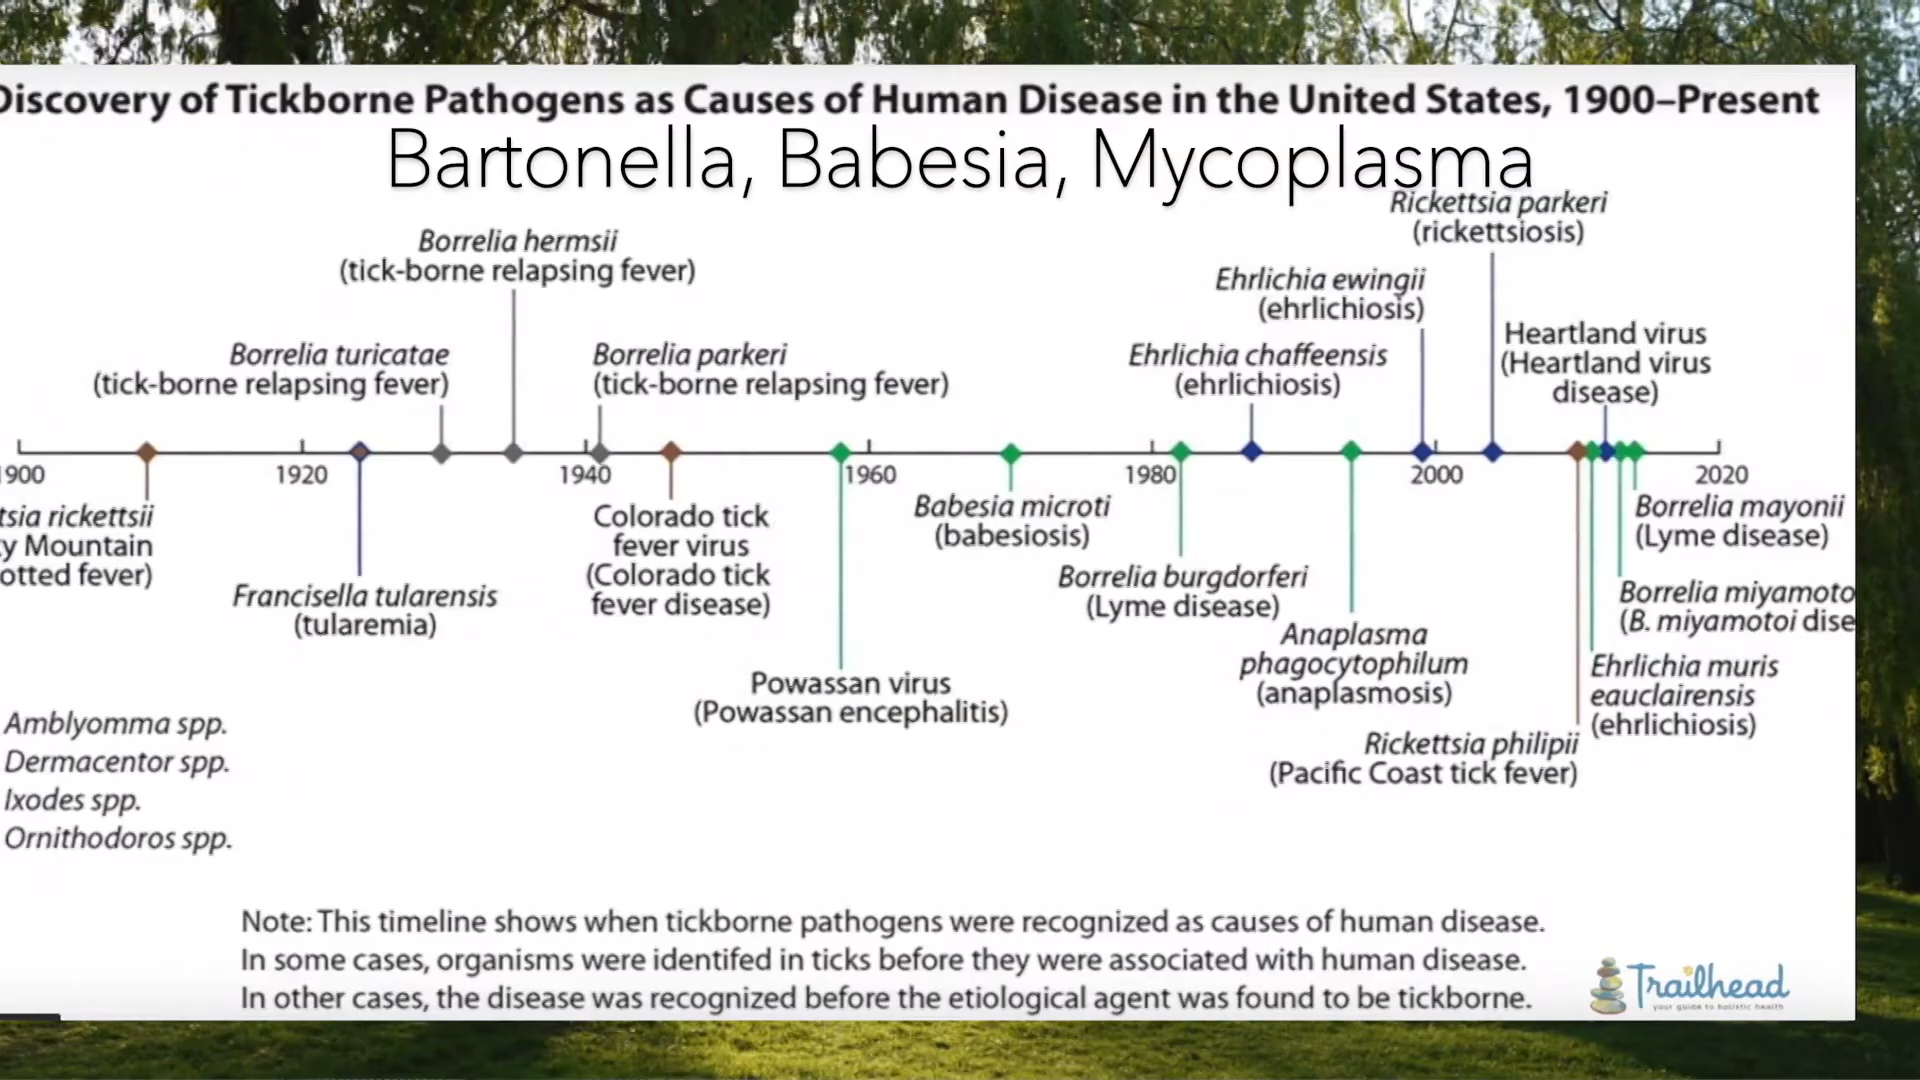 Discovery of Tickborne Pathogens as Causes of Human Disease in the United States, 1900–Present
Bartonella, Babesia, Mycoplasma
Rickettsia parkeri
(rickettsiosis)
Borrelia hermsii
(tick-borne relapsing fever)
Ehrlichia ewingii
(ehrlichiosis)
Heartland virus
(Heartland virus
disease)
Borrelia turicatae
(tick-borne relapsing fever)
Borrelia parkeri
(tick-borne relapsing fever)
Ehrlichia chaffeensis
(ehrlichiosis)
1900 1920 1940 1960 1980 2000 2020
tsia rickettsii
y Mountain
otted fever)
Francisella tularensis
(tularemia)
Colorado tick
fever virus
(Colorado tick
fever disease)
Powassan virus
(Powassan encephalitis)
Babesia microti
(babesiosis)
Borrelia burgdorferi
(Lyme disease)
Anaplasma
phagocytophilum
(anaplasmosis)
Rickettsia philipii
(Pacific Coast tick fever)
Borrelia mayonii
(Lyme disease)
Borrelia miyamoto
(B. miyamotoi dise
Ehrlichia muris
eauclairensis
(ehrlichiosis)
Amblyomma spp.
Dermacentor spp.
Ixodes spp.
Ornithodoros spp.
Note: This timeline shows when tickborne pathogens were recognized as causes of human disease.
In some cases, organisms were identifed in ticks before they were associated with human disease.
In other cases, the disease was recognized before the etiological agent was found to be tickborne.
Trailhead
your guide to holistic health